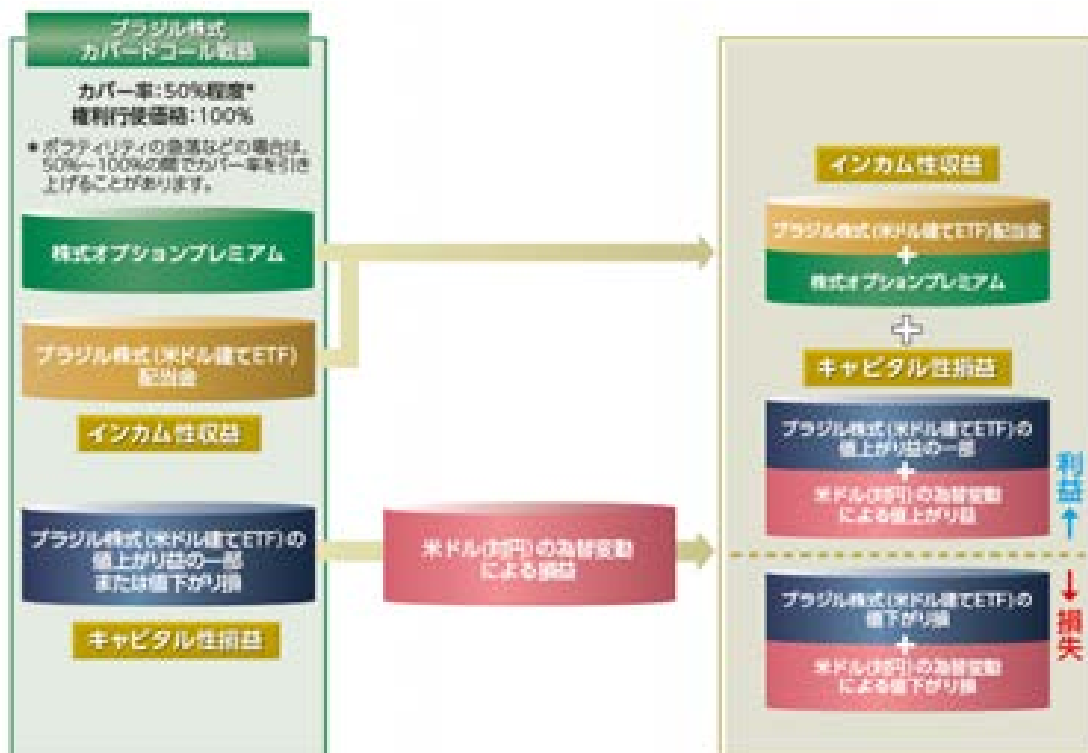 ブラジル株式
カバードコール戦略
カバー率:50%程度*
権利行使価格:100%
* ボラティリティの急落などの場合は、
50%~100%の間でカバー率を引き
上げることがあります。
株式オプションプレミアム
ブラジル株式(米ドル建てETF)
配当金
インカム性収益
ブラジル株式(米ドル建てETF)の
値上がり益の一部
または値下がり損
キャピタル性損益
米ドル(対円)の為替変動
による損益
インカム性収益
ブラジル株式(米ドル建てETF)配当金
+
株式オプションプレミアム
+
キャピタル性損益
ブラジル株式(米ドル建てETF)の
値上がり益の一部
+
米ドル(対円)の為替変動
による値上がり益
利益
ブラジル株式(米ドル建てETF)の
値下がり損
+
米ドル(対円)の為替変動
による値下がり損
損失